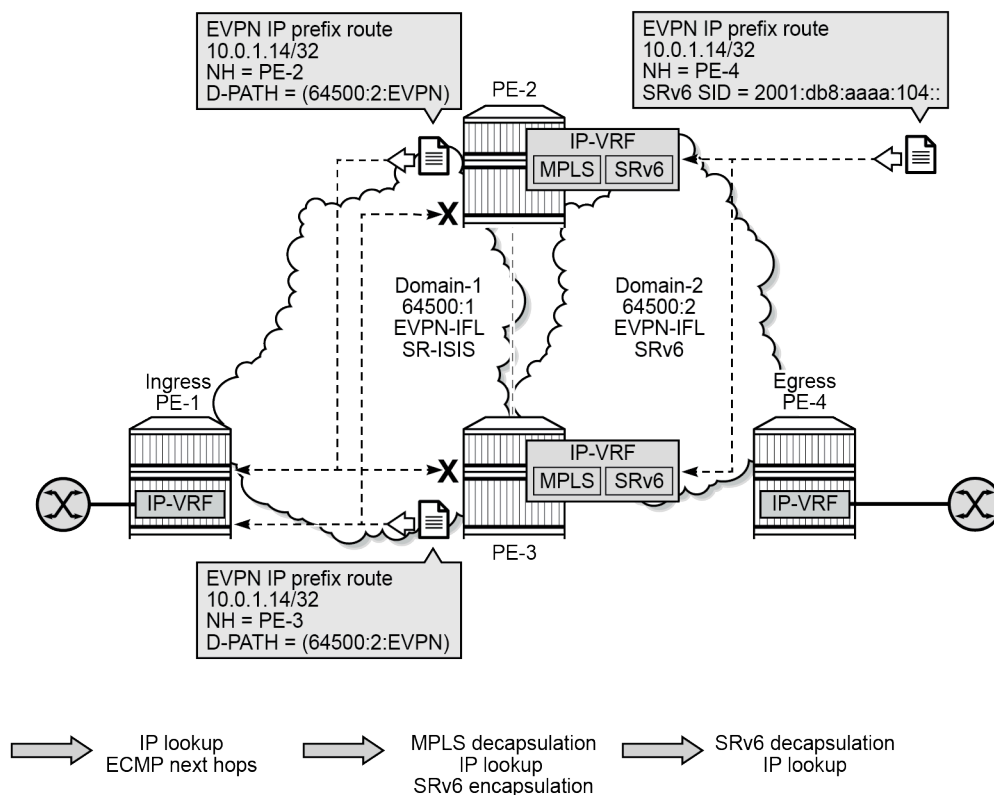 EVPN IP prefix route
10.0.1.14/32
NH = PE-2
D-PATH = (64500:2:EVPN)
EVPN IP prefix route
10.0.1.14/32
NH = PE-4
SRv6 SID = 2001:db8:aaaa:104::
PE-2
IP-VRF
MPLS
SRv6
X
Domain-1
64500:1
EVPN-IFL
SR-ISIS
Domain-2
64500:2
EVPN-IFL
SRv6
Ingress
PE-1
IP-VRF
X
IP-VRF
MPLS
SRv6
PE-3
Egress
PE-4
IP-VRF
EVPN IP prefix route
10.0.1.14/32
NH = PE-3
D-PATH = (64500:2:EVPN)
IP lookup
ECMP next hops
MPLS decapsulation
IP lookup
SRv6 encapsulation
SRv6 decapsulation
IP lookup